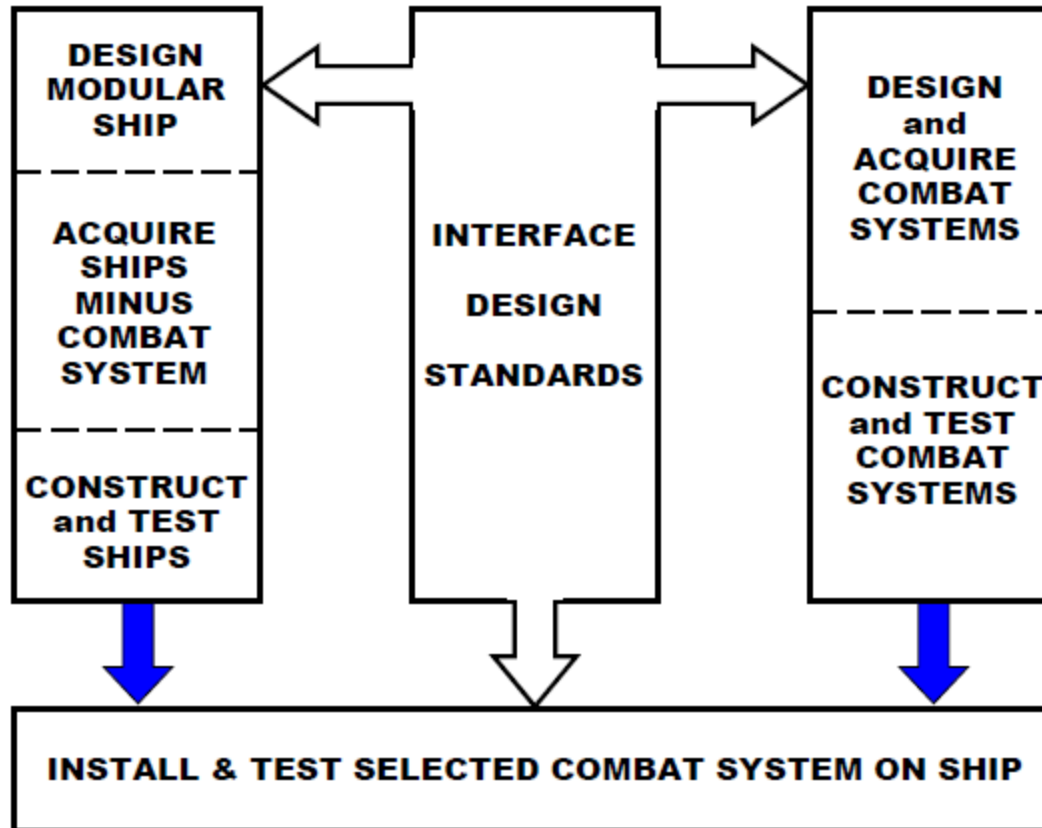 DESIGN
MODULAR
SHIP
ACQUIRE
SHIPS
MINUS
COMBAT
SYSTEM
CONSTRUCT
and TEST
SHIPS
INTERFACE
DESIGN
STANDARDS
DESIGN
and
ACQUIRE
COMBAT
SYSTEMS
CONSTRUCT
and TEST
COMBAT
SYSTEMS
INSTALL & TEST SELECTED COMBAT SYSTEM ON SHIP